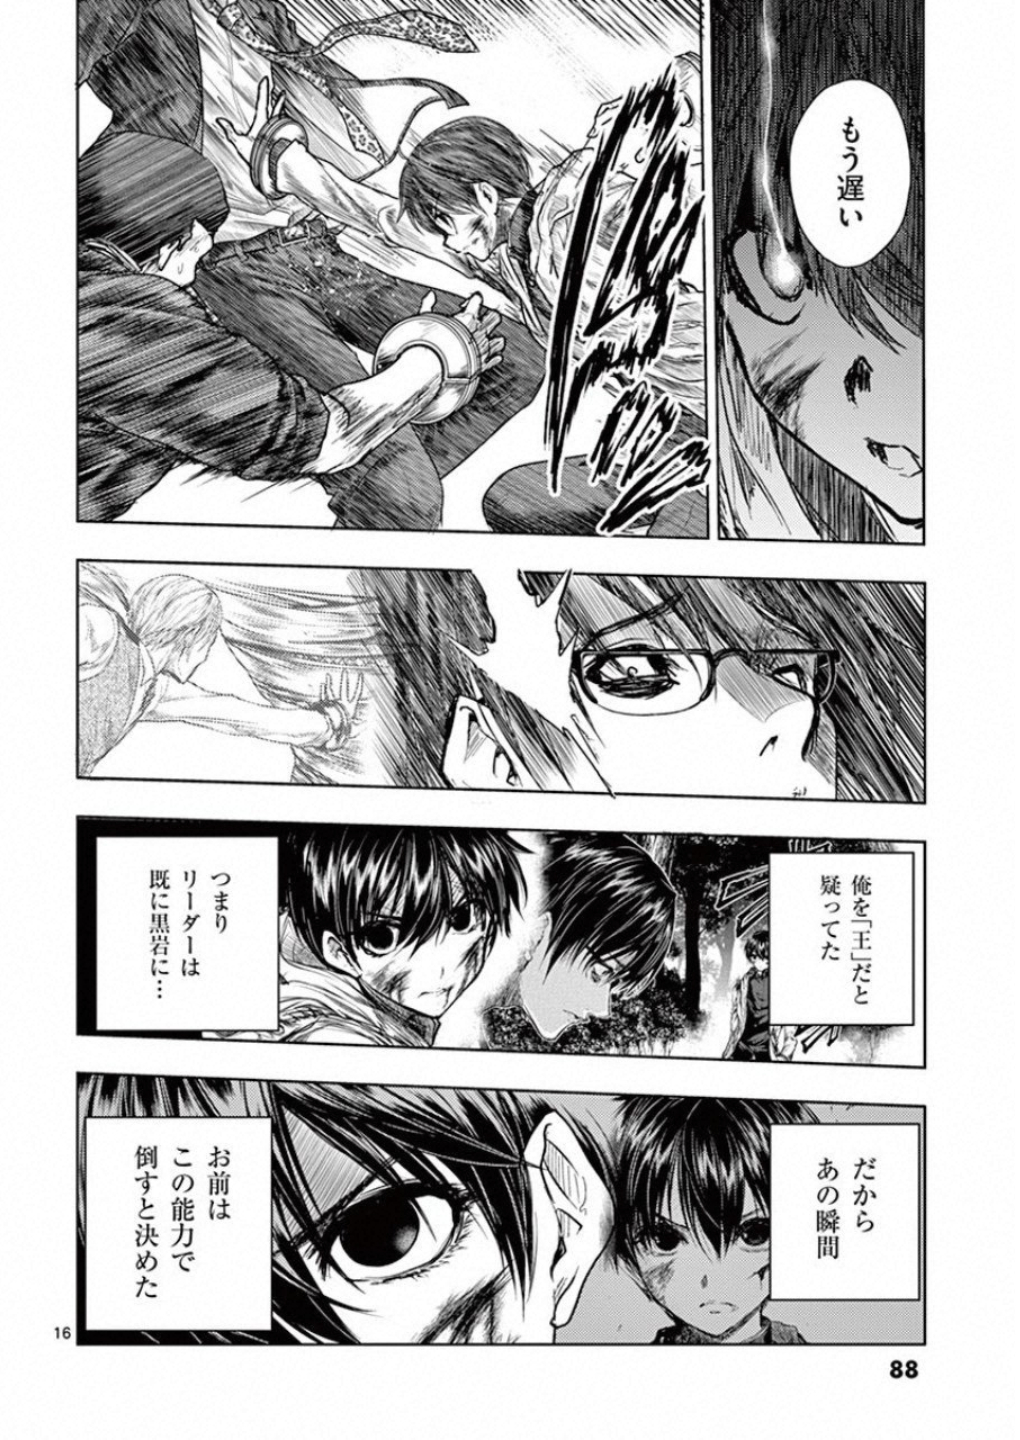 もう遅い
俺を「王」だと
疑ってた
つまり
リーダーは
既に黒岩に…
だから
あの瞬間
お前は
この能力で
倒すと決めた
16
88